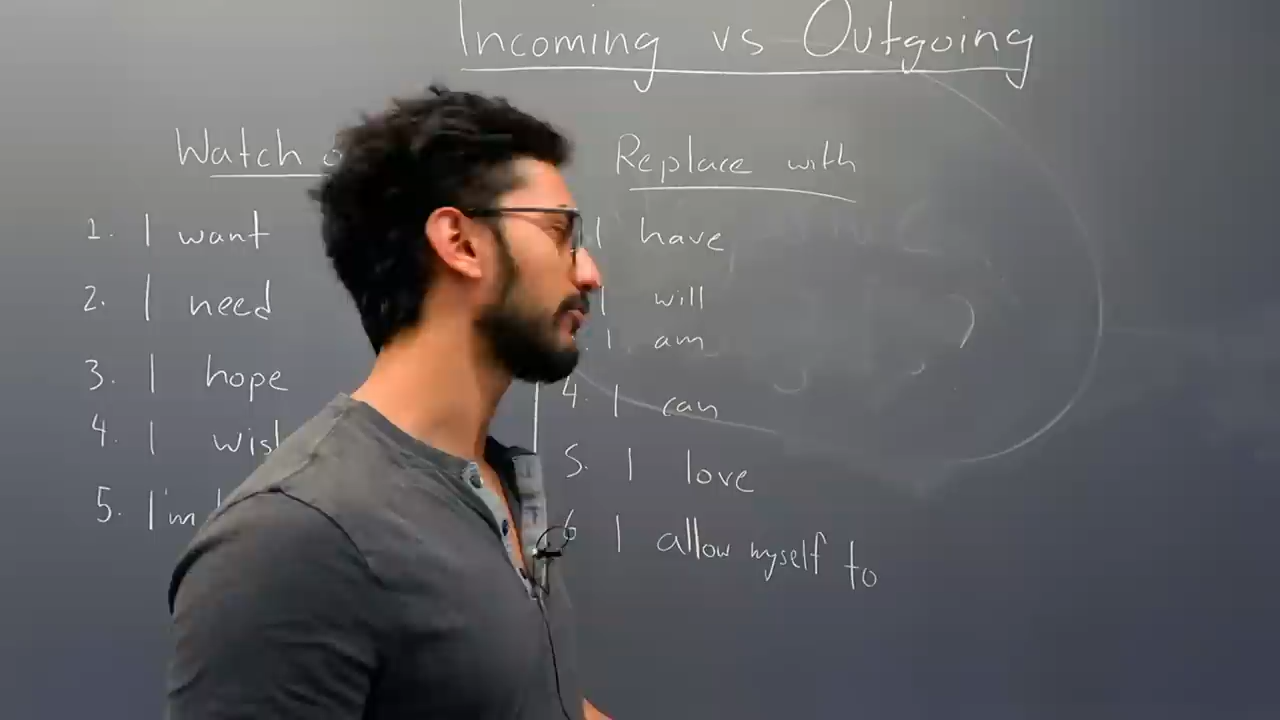 Incoming vs Outgoing
Watch
Replace with
1. I want
2. I need
3. I hope
4. I
5. I'm
I have
I will
I am
4. I can
5. I love
6 I allow myself to